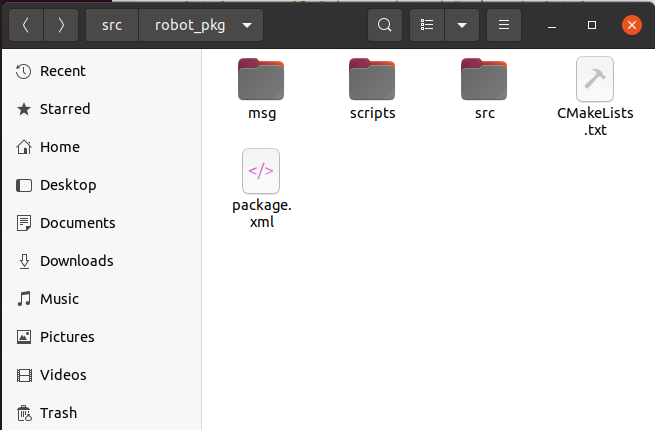 src
robot_pkg
Recent
Starred
Home
Desktop
Documents
Downloads
Music
Pictures
Videos
Trash
msg
scripts
src
CMakeLists
.txt
</>
package.
xml